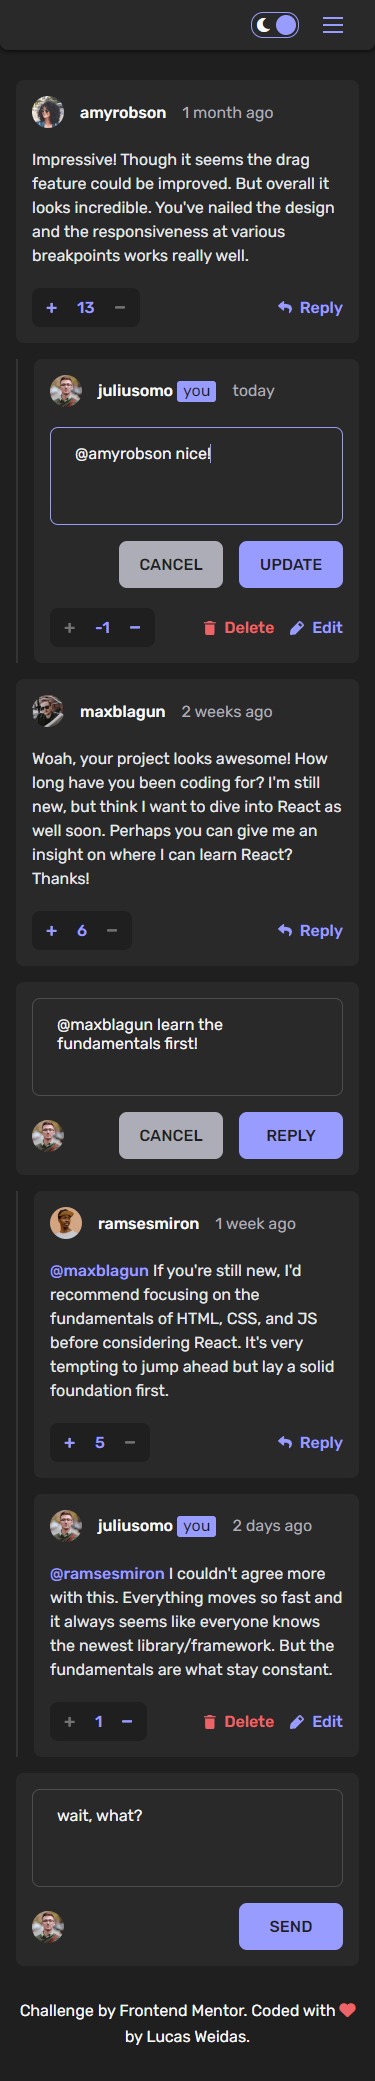 amyrobson 1 month ago
Impressive! Though it seems the drag
feature could be improved. But overall it
looks incredible. You've nailed the design
and the responsiveness at various
breakpoints works really well.
+ 13 − Reply
juliusomo you today
@amyrobson nice!
CANCEL UPDATE
+ -1 − Delete Edit
maxblagun 2 weeks ago
Woah, your project looks awesome! How
long have you been coding for? I'm still
new, but think I want to dive into React as
well soon. Perhaps you can give me an
insight on where I can learn React?
Thanks!
+ 6 − Reply
@maxblagun learn the
fundamentals first!
CANCEL REPLY
ramsesmiron 1 week ago
@maxblagun If you're still new, I'd
recommend focusing on the
fundamentals of HTML, CSS, and JS
before considering React. It's very
tempting to jump ahead but lay a solid
foundation first.
+ 5 − Reply
juliusomo you 2 days ago
@ramsesmiron I couldn't agree more
with this. Everything moves so fast and
it always seems like everyone knows
the newest library/framework. But the
fundamentals are what stay constant.
+ 1 − Delete Edit
wait, what?
SEND
Challenge by Frontend Mentor. Coded with ❤
by Lucas Weidas.